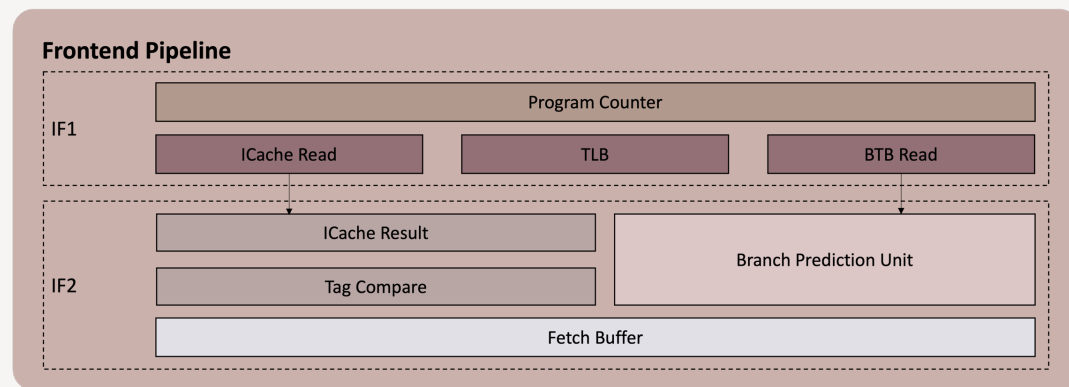 Frontend Pipeline
IF1
Program Counter
ICache Read
TLB
BTB Read
IF2
ICache Result
Branch Prediction Unit
Tag Compare
Fetch Buffer